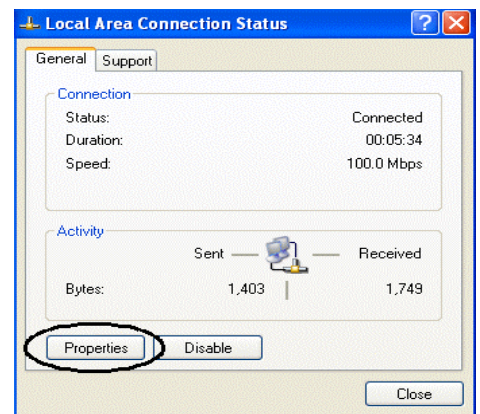 Local Area Connection Status
General Support
Connection
Status: Connected
Duration: 00:05:34
Speed: 100.0 Mbps
Activity
Sent Received
Bytes: 1,403 1,749
Properties Disable
Close